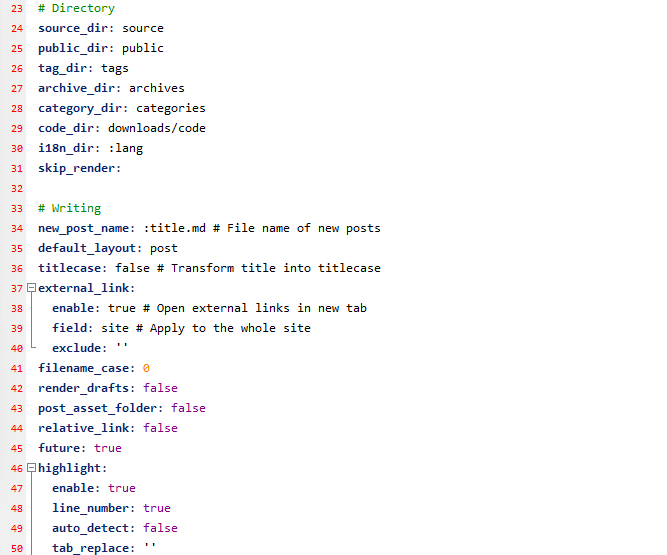 23 # Directory
24 source_dir: source
25 public_dir: public
26 tag_dir: tags
27 archive_dir: archives
28 category_dir: categories
29 code_dir: downloads/code
30 i18n_dir: :lang
31 skip_render:
32
33 # Writing
34 new_post_name: :title.md # File name of new posts
35 default_layout: post
36 titlecase: false # Transform title into titlecase
37 external_link:
38   enable: true # Open external links in new tab
39   field: site # Apply to the whole site
40   exclude: ''
41 filename_case: 0
42 render_drafts: false
43 post_asset_folder: false
44 relative_link: false
45 future: true
46 highlight:
47   enable: true
48   line_number: true
49   auto_detect: false
50   tab_replace: ''